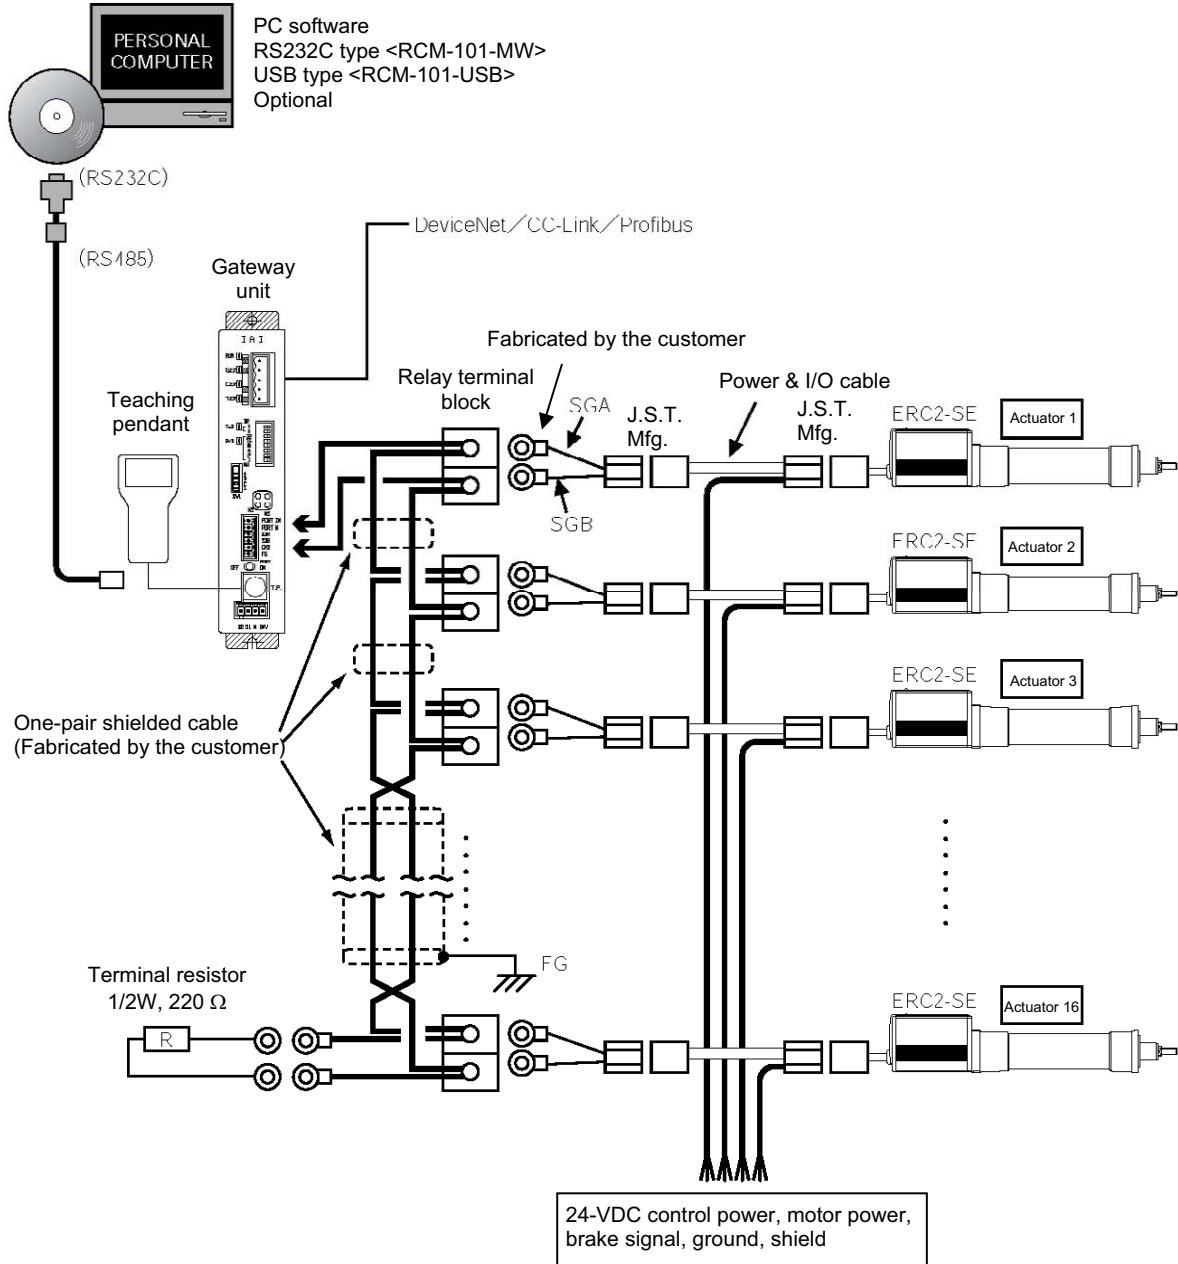 PERSONAL
COMPUTER
PC software
RS232C type <RCM-101-MW>
USB type <RCM-101-USB>
Optional
(RS232C)
(RS485)
DeviceNet／CC-Link／Profibus
Gateway
unit
I A I
PORT IN
T.P.
OFF
ON
Teaching
pendant
Fabricated by the customer
Relay terminal
block
SGA
SGB
J.S.T.
Mfg.
Power & I/O cable
J.S.T.
Mfg.
ERC2-SE
Actuator 1
ERC2-SE
Actuator 2
ERC2-SE
Actuator 3
One-pair shielded cable
(Fabricated by the customer)
FG
Terminal resistor
1/2W, 220 Ω
R
ERC2-SE
Actuator 16
24-VDC control power, motor power,
brake signal, ground, shield